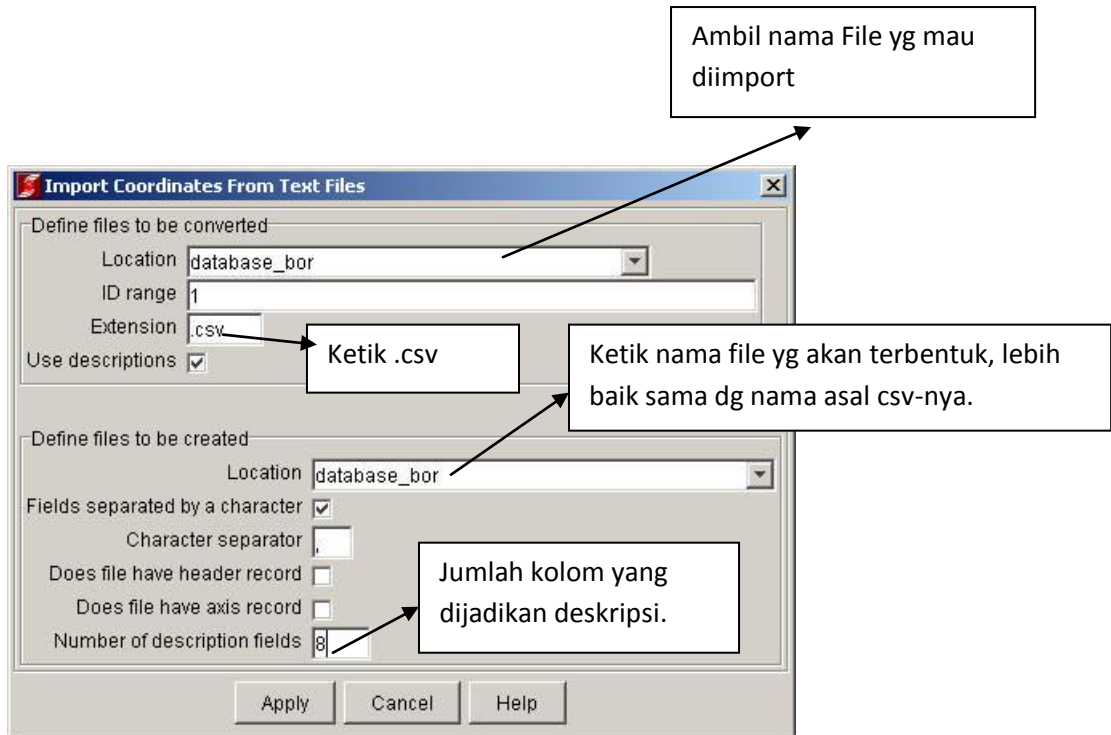 Ambil nama File yg mau
diimport
Import Coordinates From Text Files
Define files to be converted
Location database_bor
ID range 1
Extension .csv
Use descriptions
Ketik .csv
Ketik nama file yg akan terbentuk, lebih
baik sama dg nama asal csv-nya.
Define files to be created
Location database_bor
Fields separated by a character
Character separator ,
Does file have header record
Does file have axis record
Number of description fields 8
Jumlah kolom yang
dijadikan deskripsi.
Apply Cancel Help